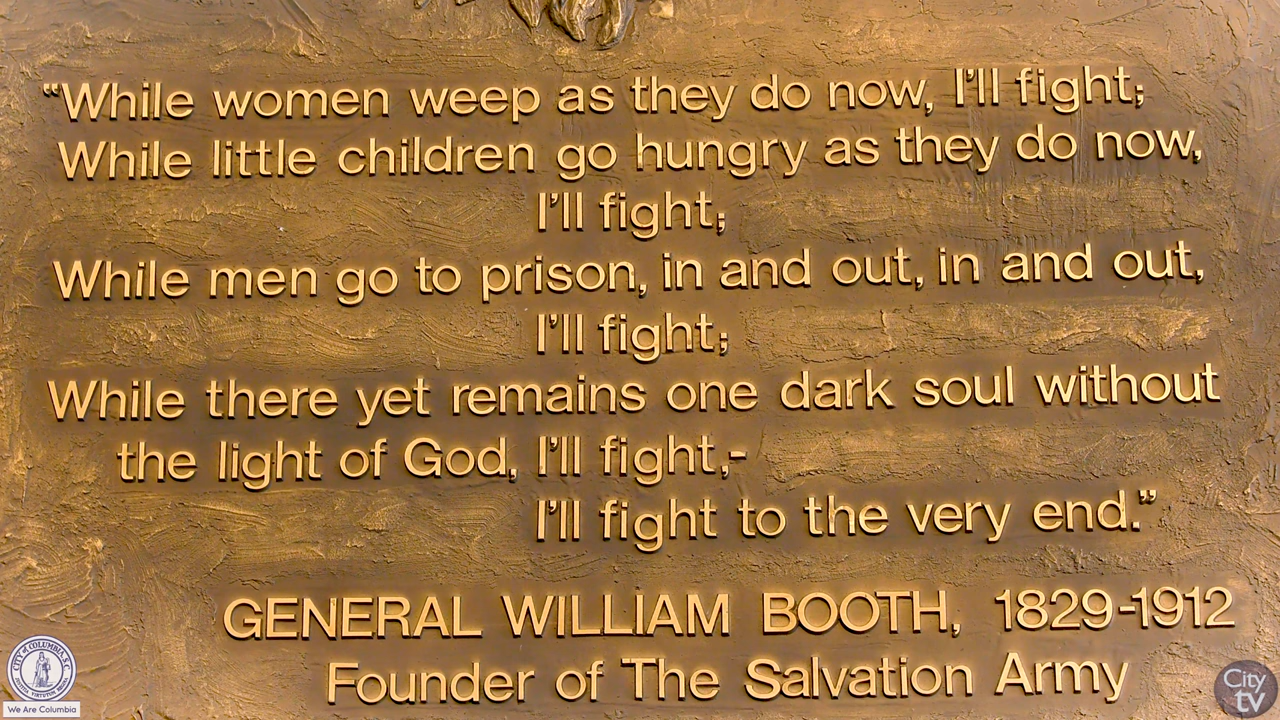 “While women weep as they do now, I’ll fight;
While little children go hungry as they do now,
I’ll fight;
While men go to prison, in and out, in and out,
I’ll fight;
While there yet remains one dark soul without
the light of God, I’ll fight,-
I’ll fight to the very end.”
GENERAL WILLIAM BOOTH, 1829-1912
Founder of The Salvation Army
CITY of COLUMBIA, S.C.
We Are Columbia
City
tv